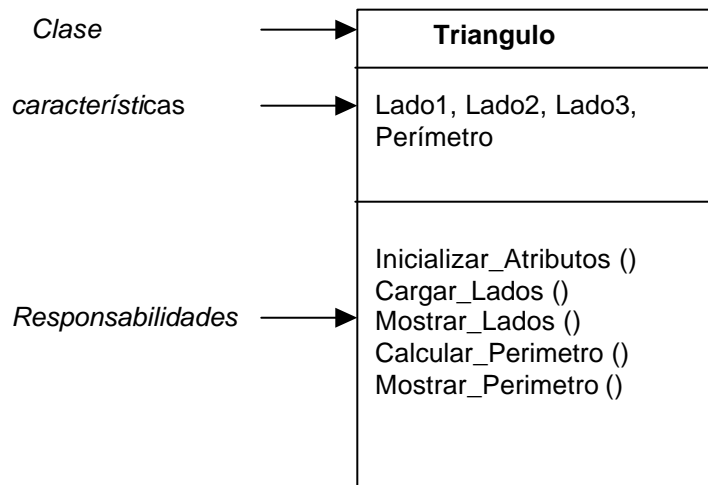 Clase
Triangulo
características
Lado1, Lado2, Lado3,
Perímetro
Responsabilidades
Inicializar_Atributos ()
Cargar_Lados ()
Mostrar_Lados ()
Calcular_Perimetro ()
Mostrar_Perimetro ()